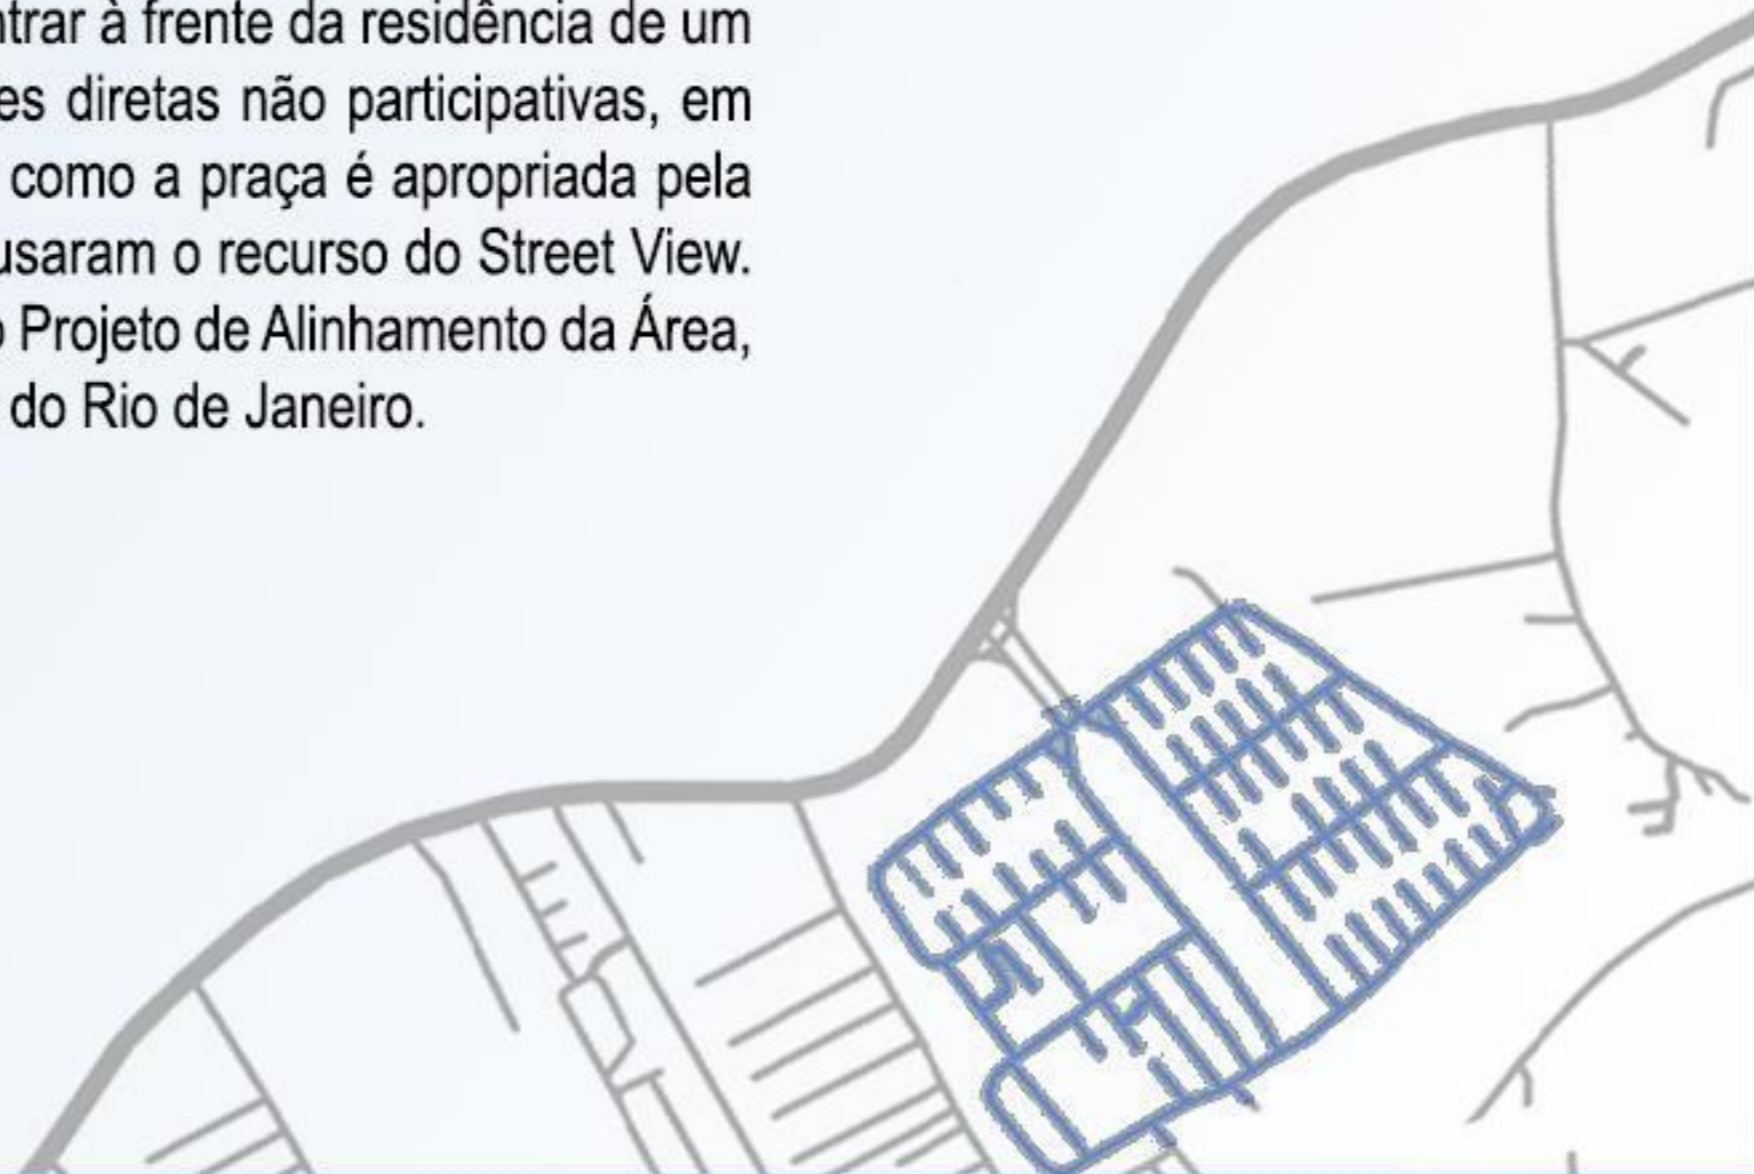 ntrar à frente da residência de um
es diretas não participativas, em
como a praça é apropriada pela
usaram o recurso do Street View.
o Projeto de Alinhamento da Área,
do Rio de Janeiro.